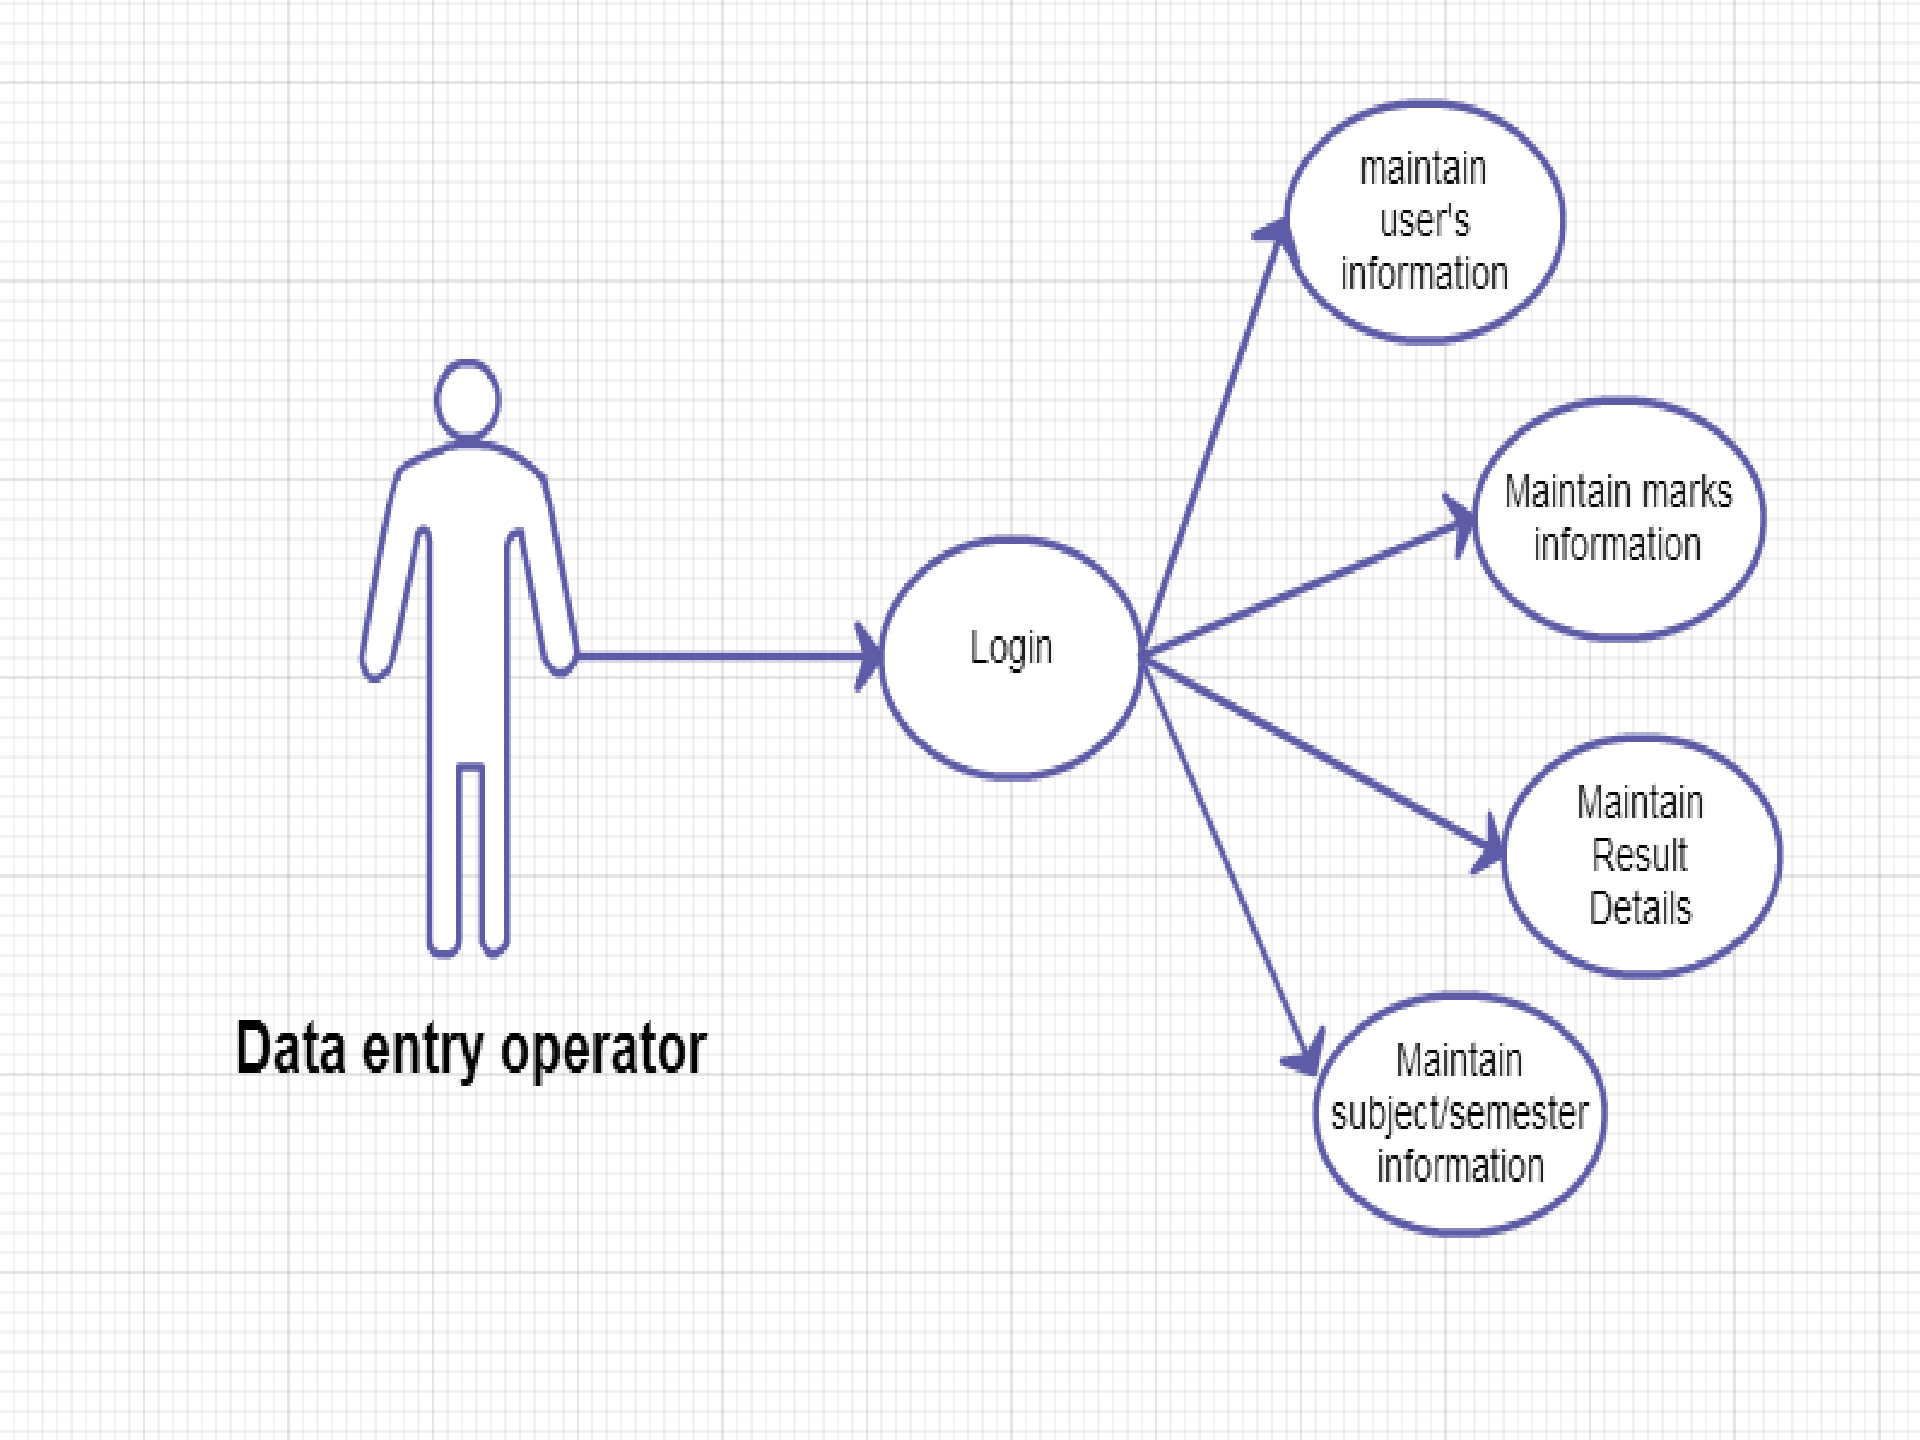 maintain
user's
information
Maintain marks
information
Login
Maintain
Result
Details
Data entry operator
Maintain
subject/semester
information